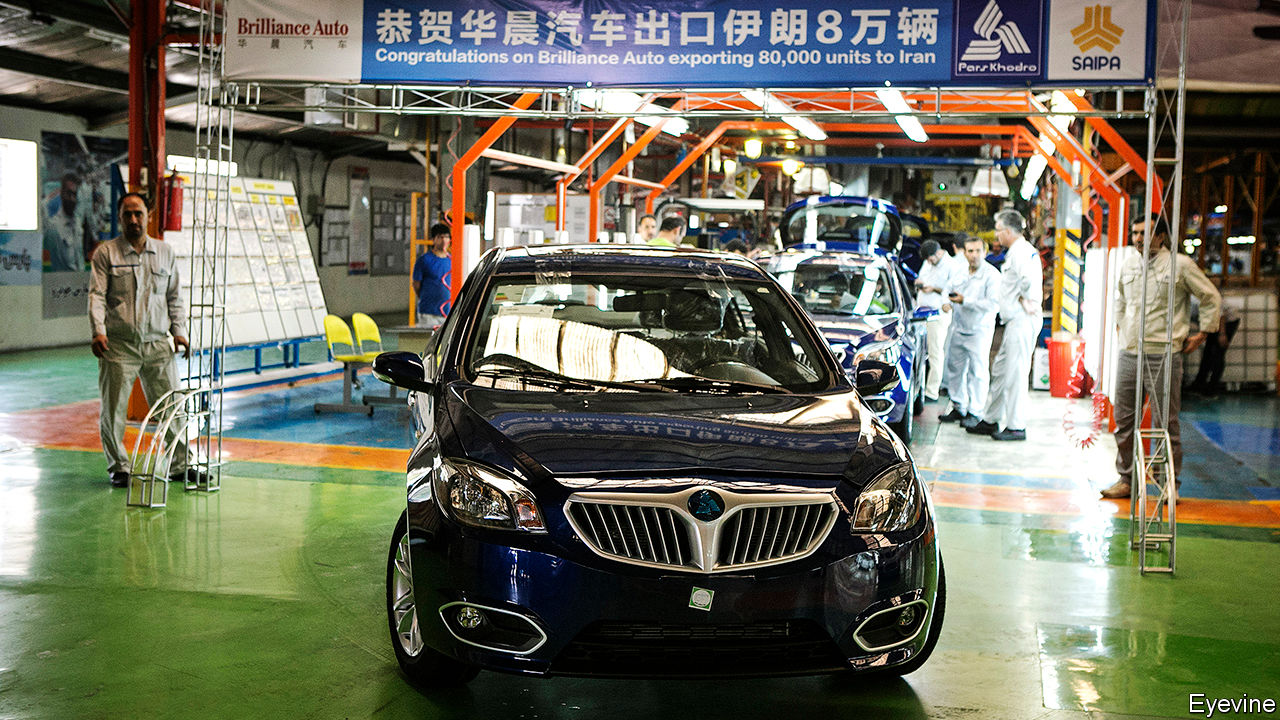 Brilliance Auto
华 晨 汽 车
恭贺华晨汽车出口伊朗8万辆
Congratulations on Brilliance Auto exporting 80,000 units to Iran
Pars Khodro
SAIPA
Eyevine